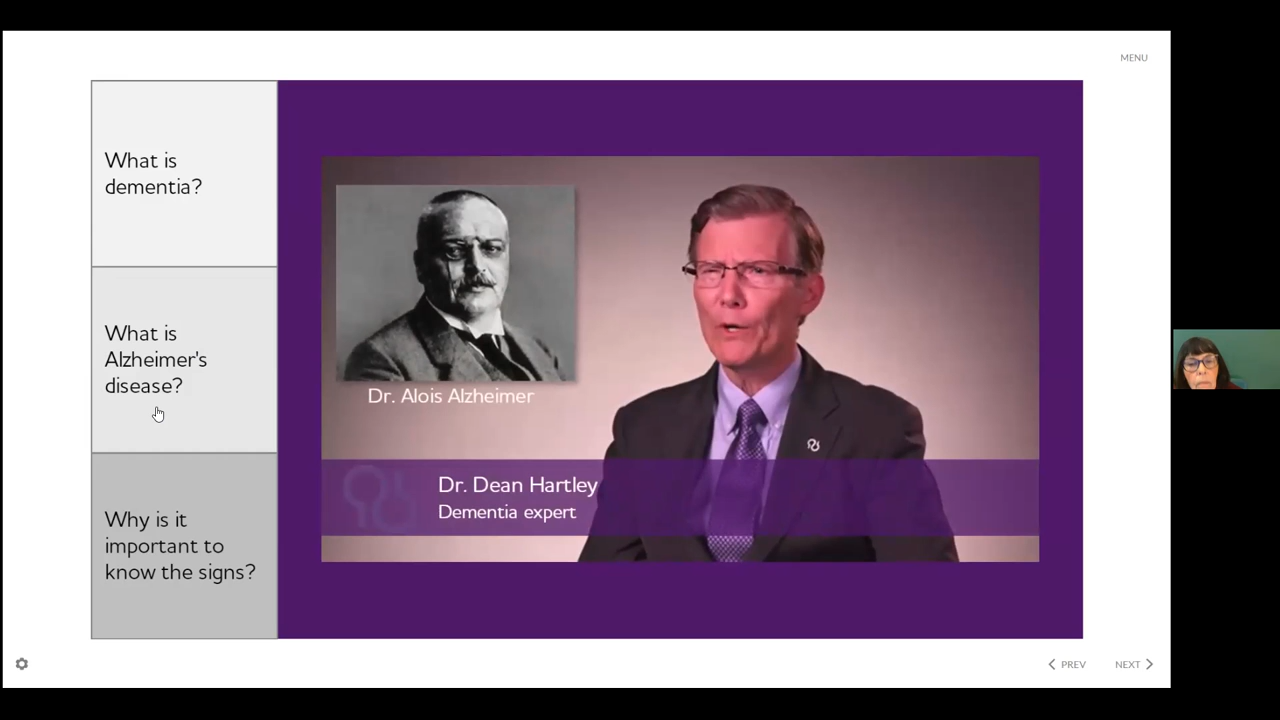 MENU
What is
dementia?
What is
Alzheimer's
disease?
Why is it
important to
know the signs?
Dr. Alois Alzheimer
Dr. Dean Hartley
Dementia expert
PREV
NEXT